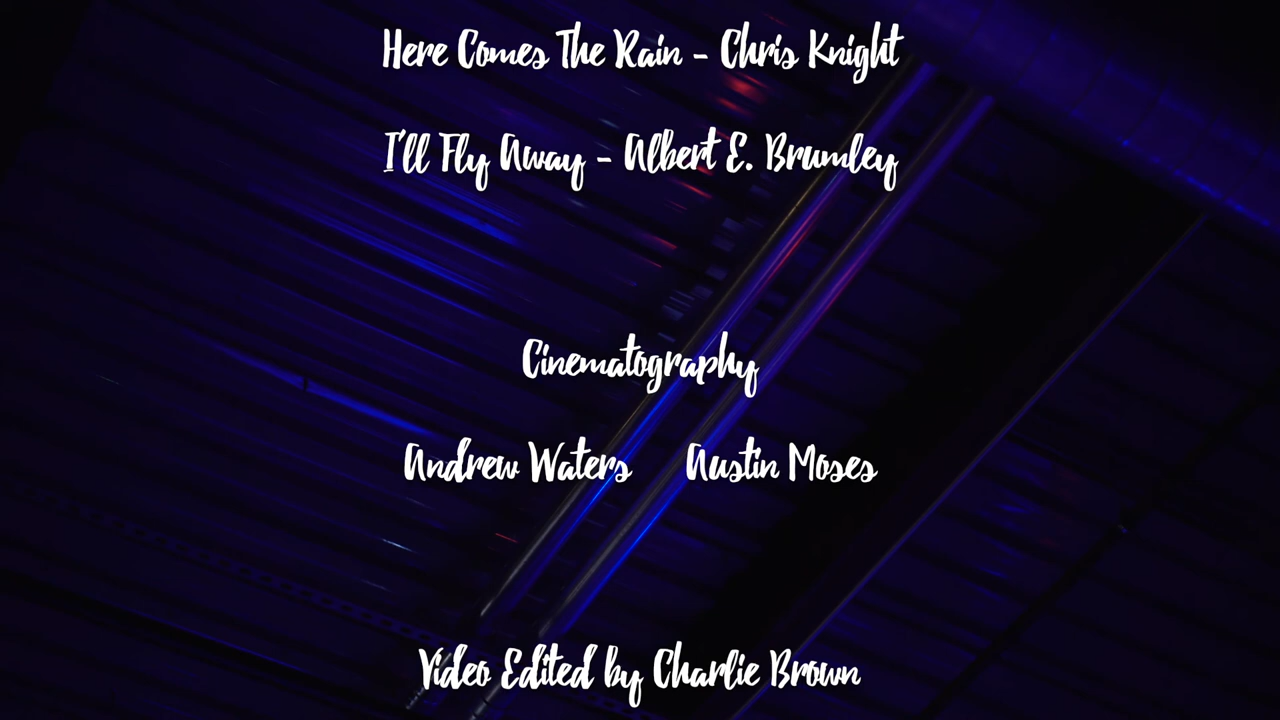 Here Comes The Rain - Chris Knight
I'll Fly Away - Albert E. Brumley
Cinematography
Andrew Waters Austin Moses
Video Edited by Charlie Brown